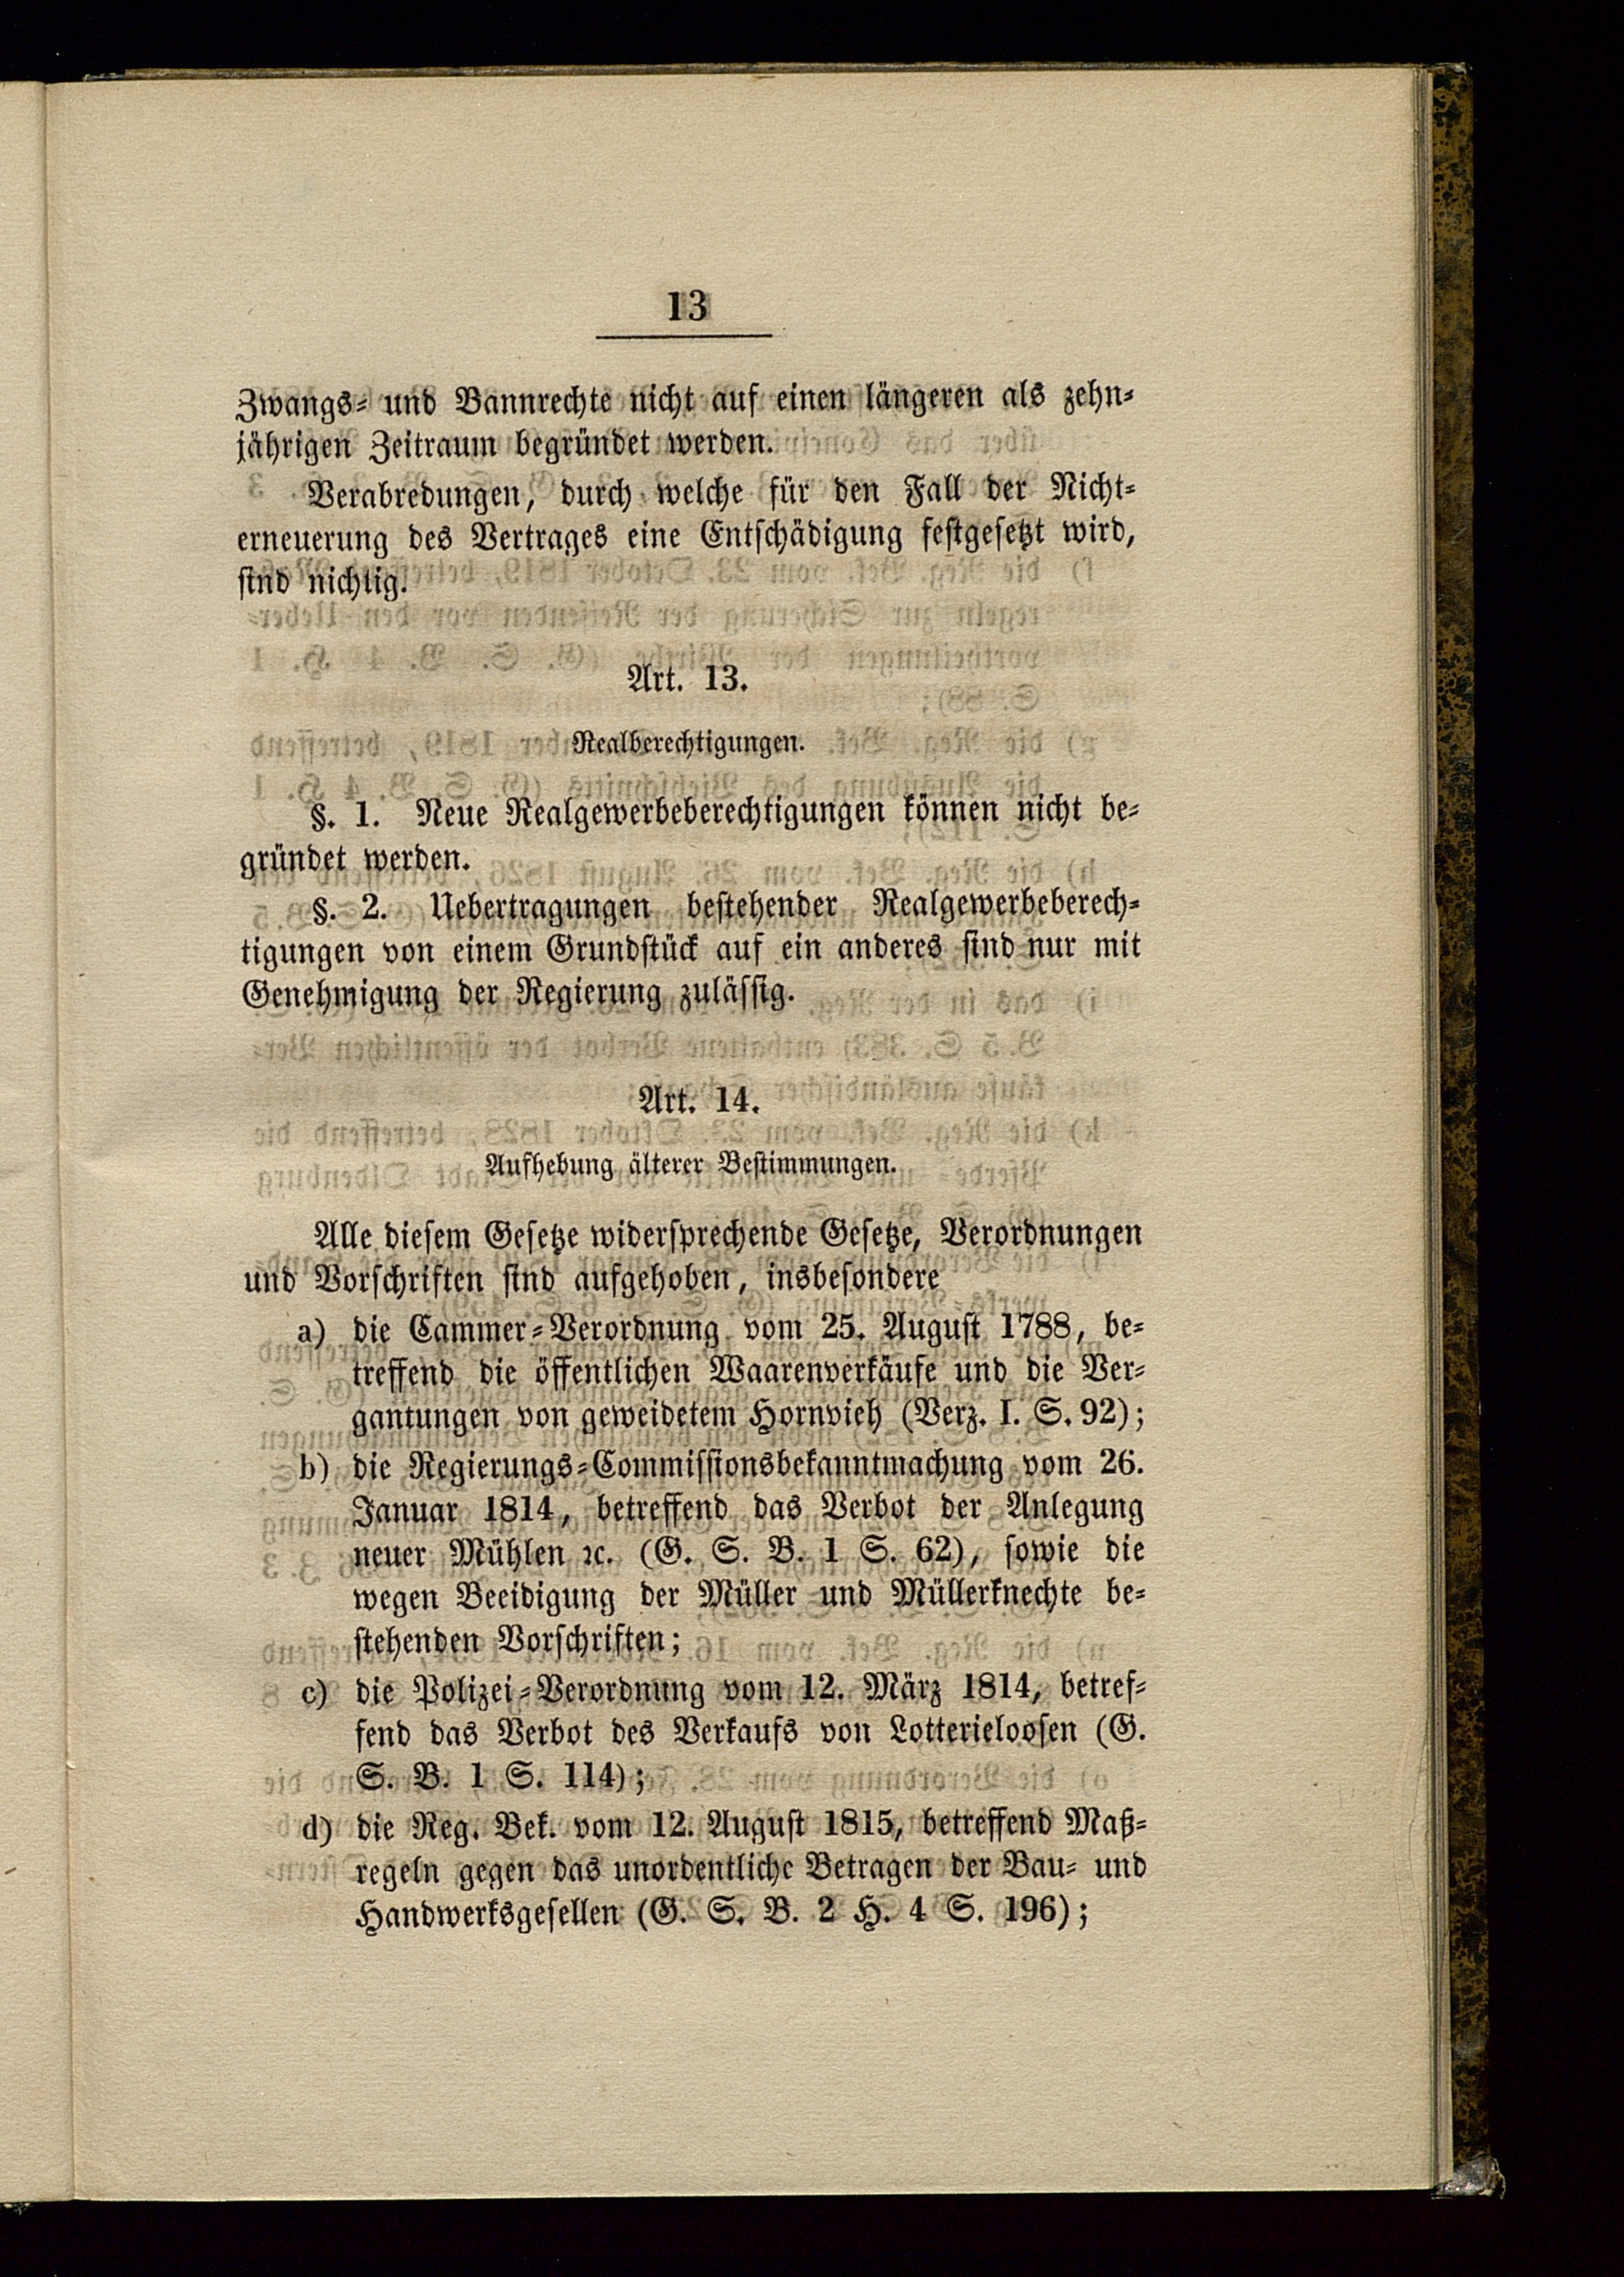 13
Zwangs- und Bannrechte nicht auf einen längeren als zehn-
jährigen Zeitraum begründet werden.
Verabredungen, durch welche für den Fall der Nicht-
erneuerung des Vertrages eine Entschädigung festgesetzt wird,
sind nichtig.
Art. 13.
Realberechtigungen.
§. 1. Neue Realgewerbeberechtigungen können nicht be-
gründet werden.
§. 2. Uebertragungen bestehender Realgewerbeberech-
tigungen von einem Grundstück auf ein anderes sind nur mit
Genehmigung der Regierung zulässig.
Art. 14.
Aufhebung älterer Bestimmungen.
Alle diesem Gesetze widersprechende Gesetze, Verordnungen
und Vorschriften sind aufgehoben, insbesondere
a) die Cammer-Verordnung vom 25. August 1788, be-
treffend die öffentlichen Waarenverkäufe und die Ver-
gantungen von geweidetem Hornvieh (Verz. I. S. 92);
b) die Regierungs-Commissionsbekanntmachung vom 26.
Januar 1814, betreffend das Verbot der Anlegung
neuer Mühlen ꝛc. (G. S. B. 1 S. 62), sowie die
wegen Beeidigung der Müller und Müllerknechte be-
stehenden Vorschriften;
c) die Polizei-Verordnung vom 12. März 1814, betref-
fend das Verbot des Verkaufs von Lotterieloosen (G.
S. B. 1 S. 114);
d) die Reg. Bek. vom 12. August 1815, betreffend Maß-
regeln gegen das unordentliche Betragen der Bau- und
Handwerksgesellen (G. S. B. 2 H. 4 S. 196);